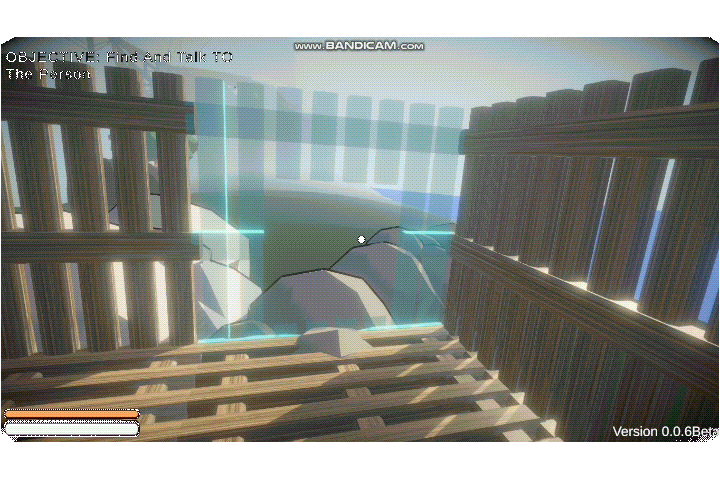 www.BANDICAM.com
OBJECTIVE: Find And Talk TO
The Person
Version 0.0.6Beta